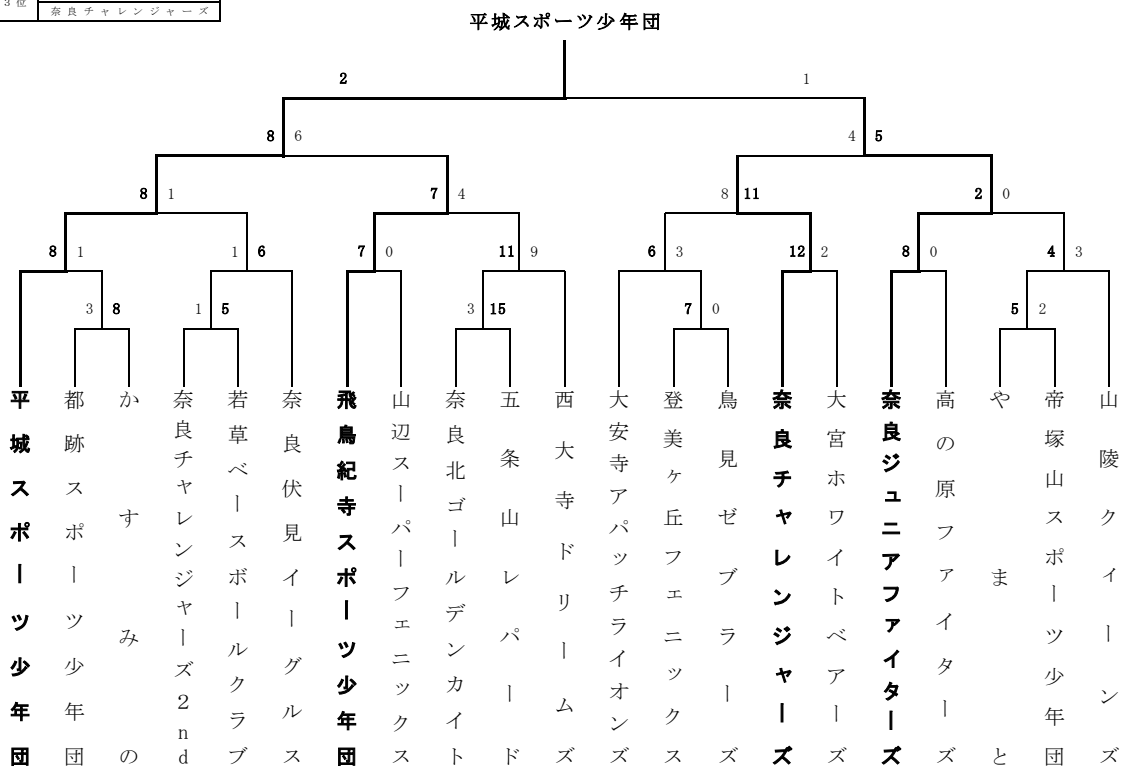 3位
奈良チャレンジャーズ
平城スポーツ少年団
2 1
8 6 4 5
8 1 7 4 8 11 2 0
8 1 1 6 7 0 11 9 6 3 12 2 8 0 4 3
3 8 1 5 3 15 7 0 5 2
平城スポーツ少年団
都跡スポーツ少年団
かすみの
奈良チャレンジャーズ2nd
若草ベースボールクラブ
奈良伏見イーグルス
飛鳥紀寺スポーツ少年団
山辺スーパーフェニックス
奈良北ゴールデンカイト
五条山レパード
西大寺ドリームズ
大安寺アパッチライオンズ
登美ヶ丘フェニックス
鳥見ゼブラーズ
奈良チャレンジャーズ
大宮ホワイトベアーズ
奈良ジュニアファイターズ
高の原ファイターズ
やまと
帝塚山スポーツ少年団
山陵クィーンズ